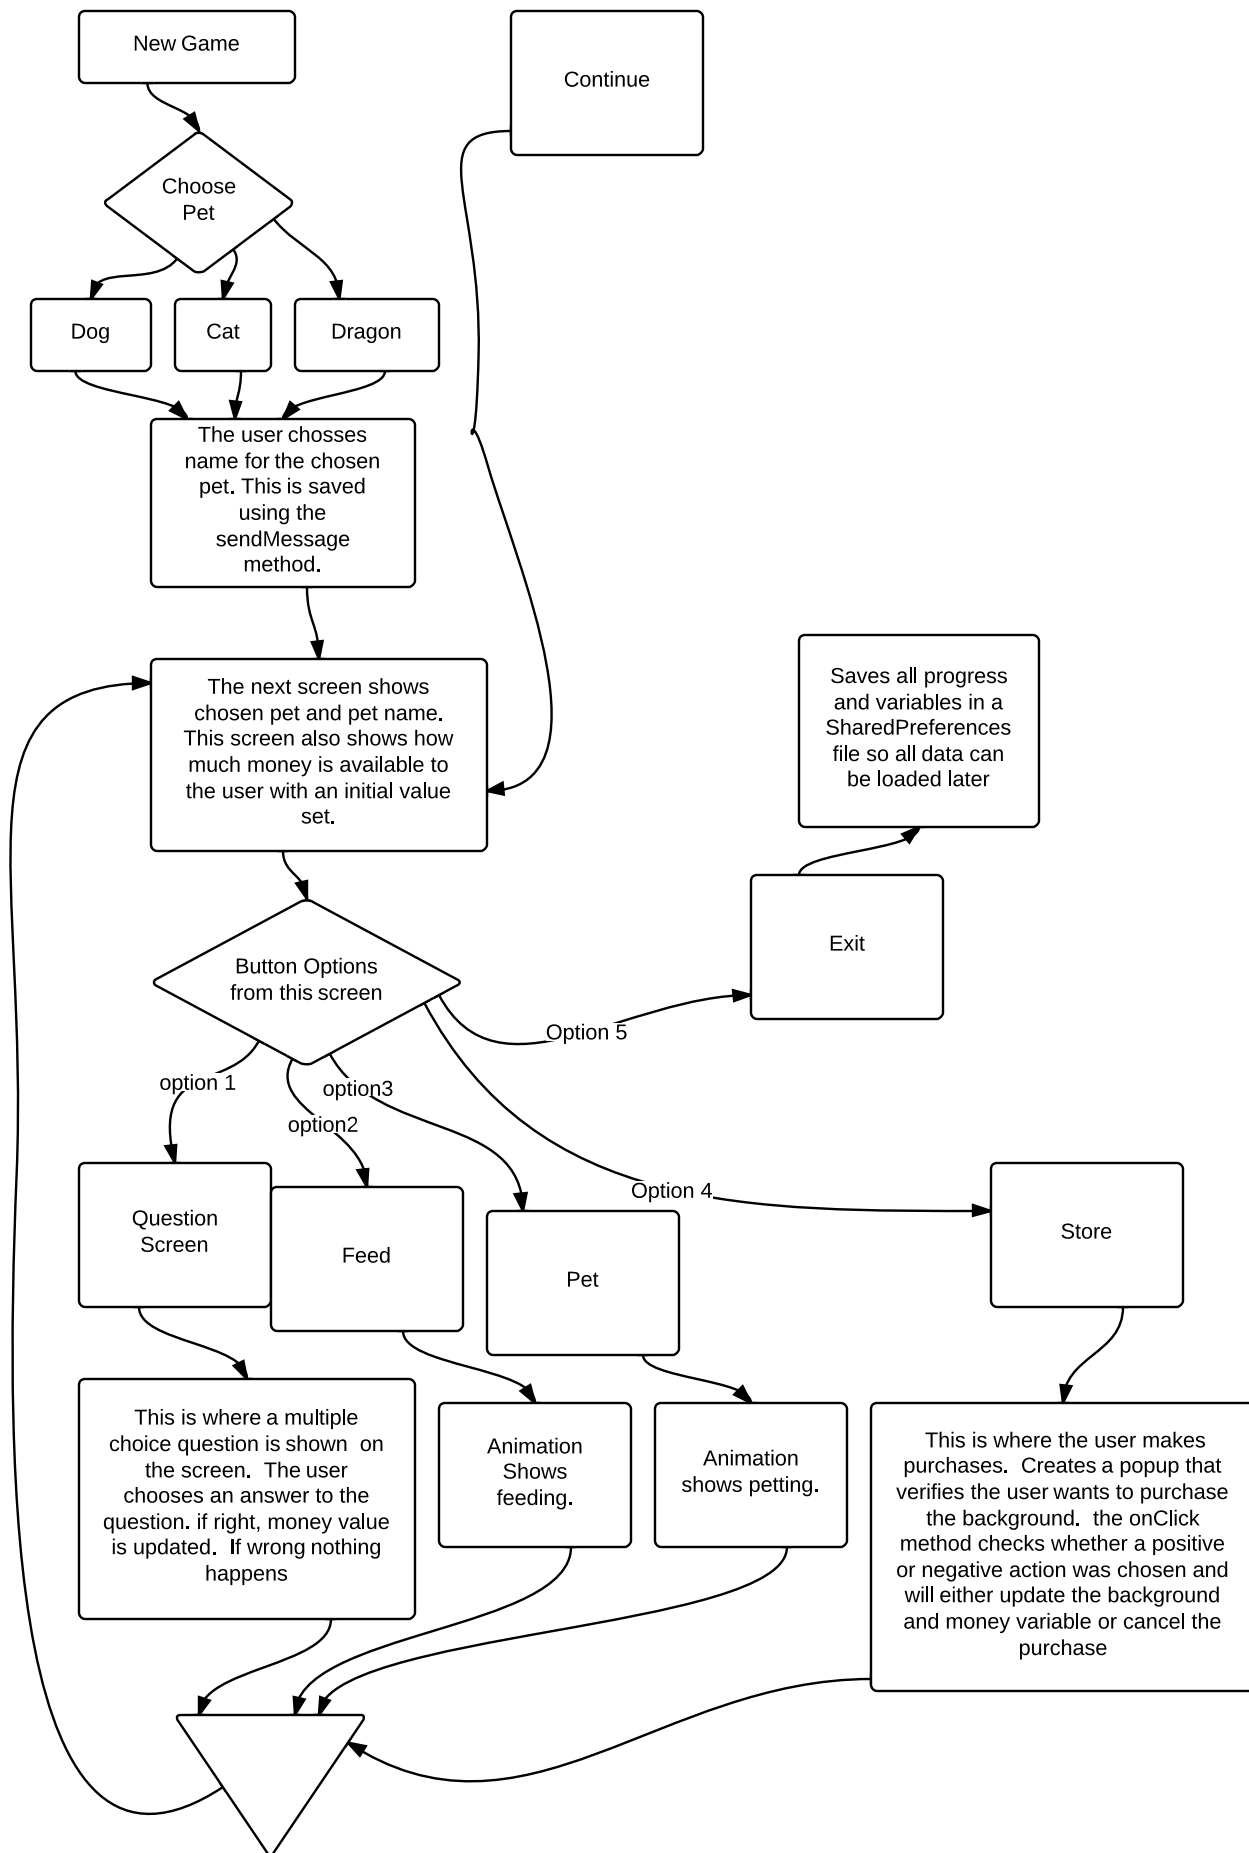 New Game
Continue
Choose
Pet
Dog
Cat
Dragon
The user chosses
name for the chosen
pet. This is saved
using the
sendMessage
method.
The next screen shows
chosen pet and pet name.
This screen also shows how
much money is available to
the user with an initial value
set.
Saves all progress
and variables in a
SharedPreferences
file so all data can
be loaded later
Exit
Button Options
from this screen
Option 5
option 1
option2
option3
Option 4
Question
Screen
Feed
Pet
Store
This is where a multiple
choice question is shown  on
the screen.  The user
chooses an answer to the
question. if right, money value
is updated.  If wrong nothing
happens
Animation
Shows
feeding.
Animation
shows petting.
This is where the user makes
purchases.  Creates a popup that
verifies the user wants to purchase
the background.  the onClick
method checks whether a positive
or negative action was chosen and
will either update the background
and money variable or cancel the
purchase